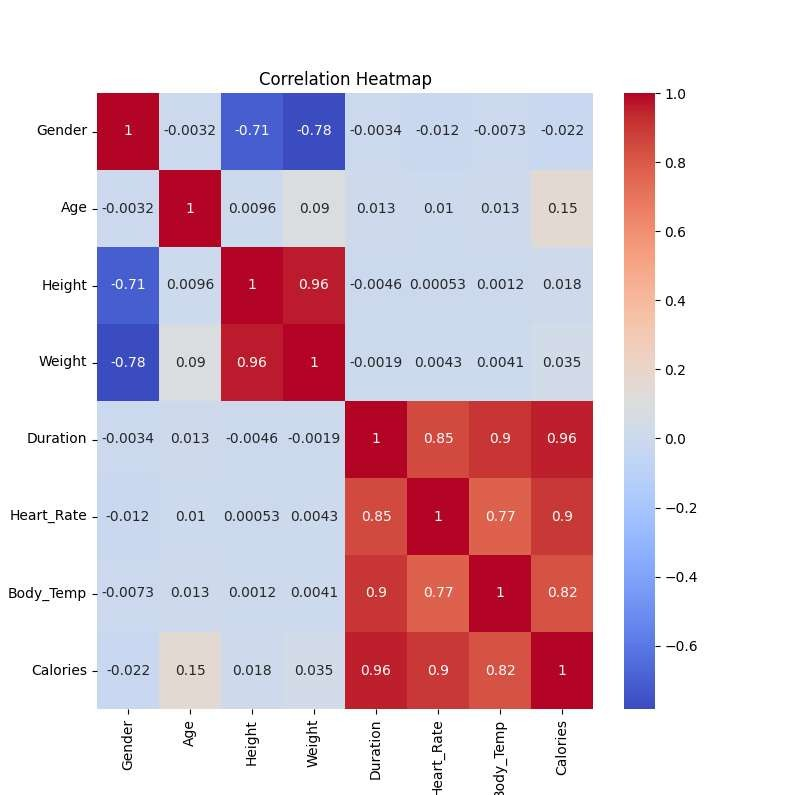 Correlation Heatmap
Gender 1 -0.0032 -0.71 -0.78 -0.0034 -0.012 -0.0073 -0.022
Age -0.0032 1 0.0096 0.09 0.013 0.01 0.013 0.15
Height -0.71 0.0096 1 0.96 -0.0046 0.00053 0.0012 0.018
Weight -0.78 0.09 0.96 1 -0.0019 0.0043 0.0041 0.035
Duration -0.0034 0.013 -0.0046 -0.0019 1 0.85 0.9 0.96
Heart_Rate -0.012 0.01 0.00053 0.0043 0.85 1 0.77 0.9
Body_Temp -0.0073 0.013 0.0012 0.0041 0.9 0.77 1 0.82
Calories -0.022 0.15 0.018 0.035 0.96 0.9 0.82 1
Gender Age Height Weight Duration Heart_Rate Body_Temp Calories
1.0
0.8
0.6
0.4
0.2
0.0
−0.2
−0.4
−0.6